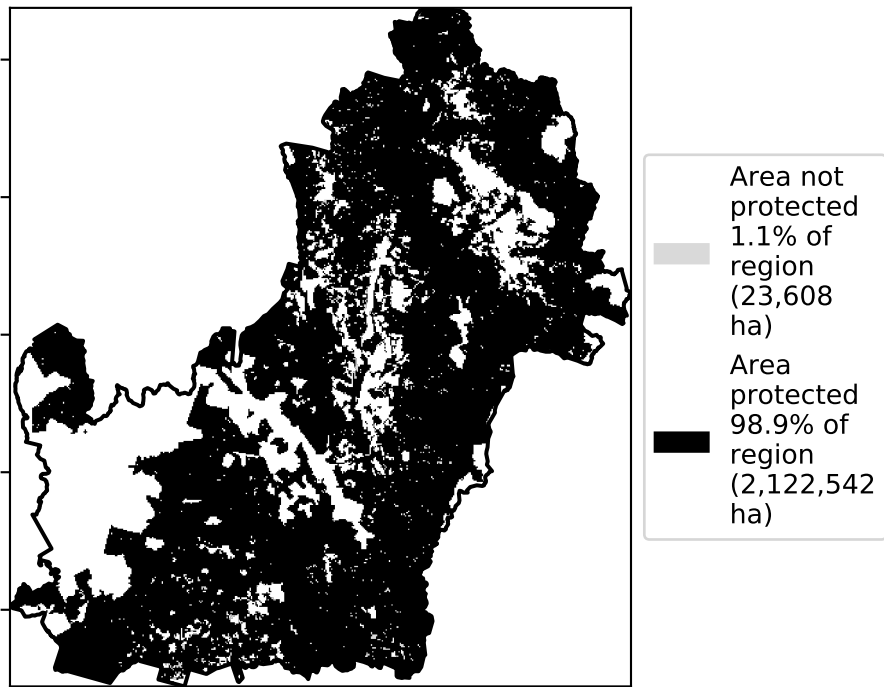 Area not
protected
1.1% of
region
(23,608
ha)
Area
protected
98.9% of
region
(2,122,542
ha)